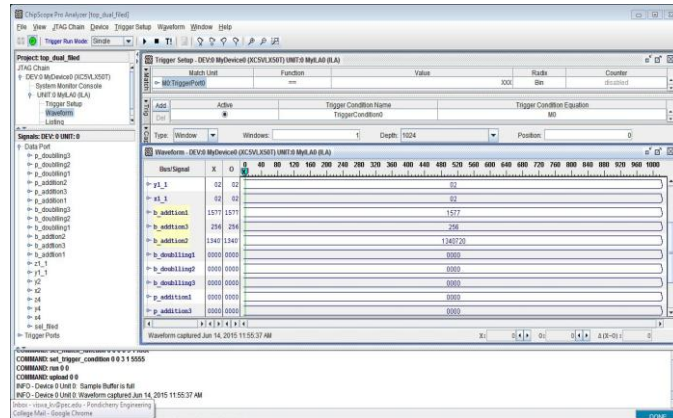 ChipScope Pro Analyzer [top_dual_filed]
File View JTAG Chain Device Trigger Setup Waveform Window Help
Trigger Run Mode: Single T!
Project: top_dual_filed
JTAG Chain
DEV:0 MyDevice0 (XC5VLX50T)
System Monitor Console
UNIT:0 MyILA0 (ILA)
Trigger Setup
Waveform
Listing
Signals: DEV: 0 UNIT: 0
Data Port
p_doubling3
p_doubling2
p_doubling1
p_addition2
p_addition3
p_addition1
b_doubling3
b_doubling2
b_doubling1
b_addtion2
b_addtion3
b_addtion1
z1_1
y1_1
y2
x2
z4
y4
x4
sel_filed
Trigger Ports
Trigger Setup - DEV:0 MyDevice0 (XC5VLX50T) UNIT:0 MyILA0 (ILA)
Match Unit Function Value Radix Counter
M0:TriggerPort0 == XXX Bin disabled
Add Active Trigger Condition Name Trigger Condition Equation
Del TriggerCondition0 M0
Type: Window Windows: 1 Depth: 1024 Position: 0
Waveform - DEV:0 MyDevice0 (XC5VLX50T) UNIT:0 MyILA0 (ILA)
Bus/Signal X O 0 40 80 120 160 200 240 280 320 360 400 440 480 520 560 600 640 680 720 760 800 840 880 920 960 1000
y1_1 02 02 02
x1_1 02 02 02
b_addtion1 1577 1577 1577
b_addtion3 256 256 256
b_addtion2 1340 1340 1340720
b_doubling1 0000 0000 0000
b_doubling2 0000 0000 0000
b_doubling3 0000 0000 0000
p_addition1 0000 0000 0000
p_addition3 0000 0000 0000
Waveform captured Jun 14, 2015 11:55:37 AM X: 0 O: 0 Δ(X-O): 0
COMMAND: set_trigger_condition 0 0 3 1 5555
COMMAND: run 0 0
COMMAND: upload 0 0
INFO - Device 0 Unit 0: Sample Buffer is full
INFO - Device 0 Unit 0: Waveform captured Jun 14, 2015 11:55:37 AM
College Mail - Google Chrome
DONE